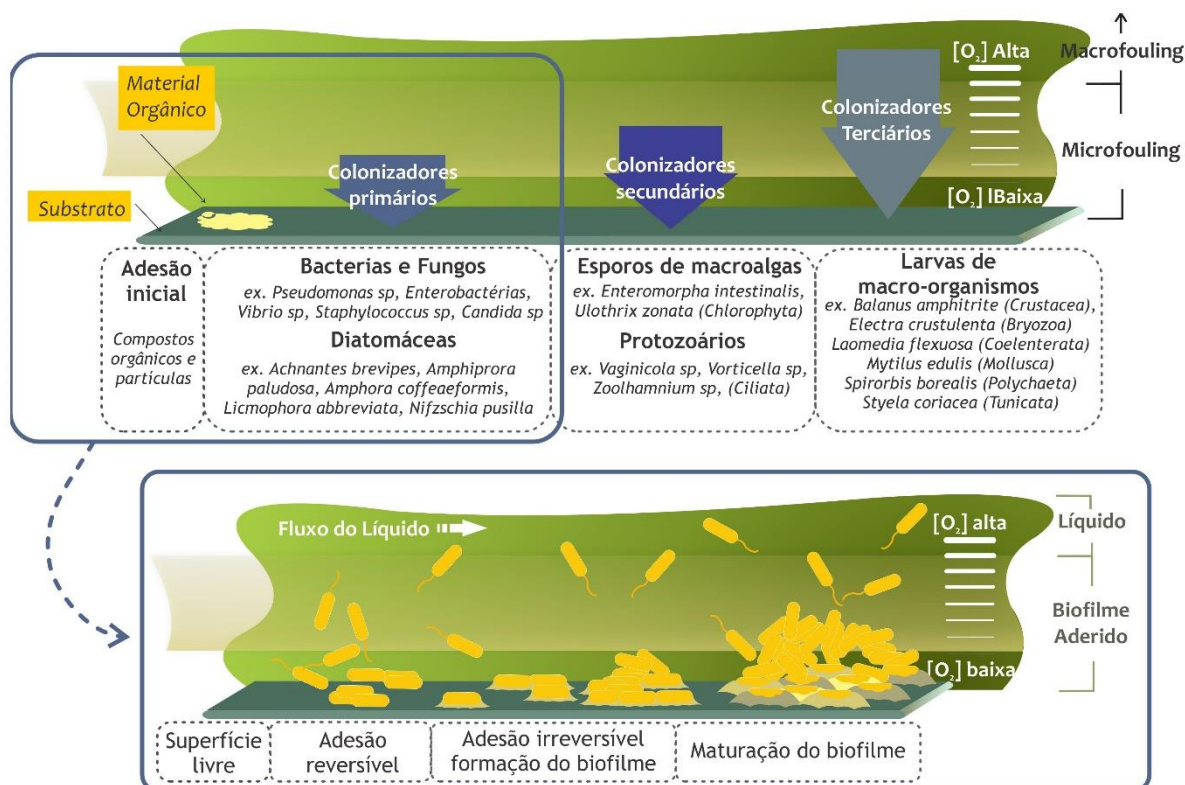 [O₂] Alta
Macrofouling
Material
Orgânico
Colonizadores
Terciários
Microfouling
Colonizadores
primários
Colonizadores
secundários
[O₂] lBaixa
Substrato
Adesão
inicial
Compostos
orgânicos e
partículas
Bacterias e Fungos
ex. Pseudomonas sp, Enterobactérias,
Vibrio sp, Staphylococcus sp, Candida sp
Diatomáceas
ex. Achnantes brevipes, Amphiprora
paludosa, Amphora coffeaeformis,
Licmophora abbreviata, Nifzschia pusilla
Esporos de macroalgas
ex. Enteromorpha intestinalis,
Ulothrix zonata (Chlorophyta)
Protozoários
ex. Vaginicola sp, Vorticella sp,
Zoolhamnium sp, (Ciliata)
Larvas de
macro-organismos
ex. Balanus amphitrite (Crustacea),
Electra crustulenta (Bryozoa)
Laomedia flexuosa (Coelenterata)
Mytilus edulis (Mollusca)
Spirorbis borealis (Polychaeta)
Styela coriacea (Tunicata)
Fluxo do Líquido
[O₂] alta
Líquido
Biofilme
Aderido
[O₂] baixa
Superfície
livre
Adesão
reversível
Adesão irreversível
formação do biofilme
Maturação do biofilme